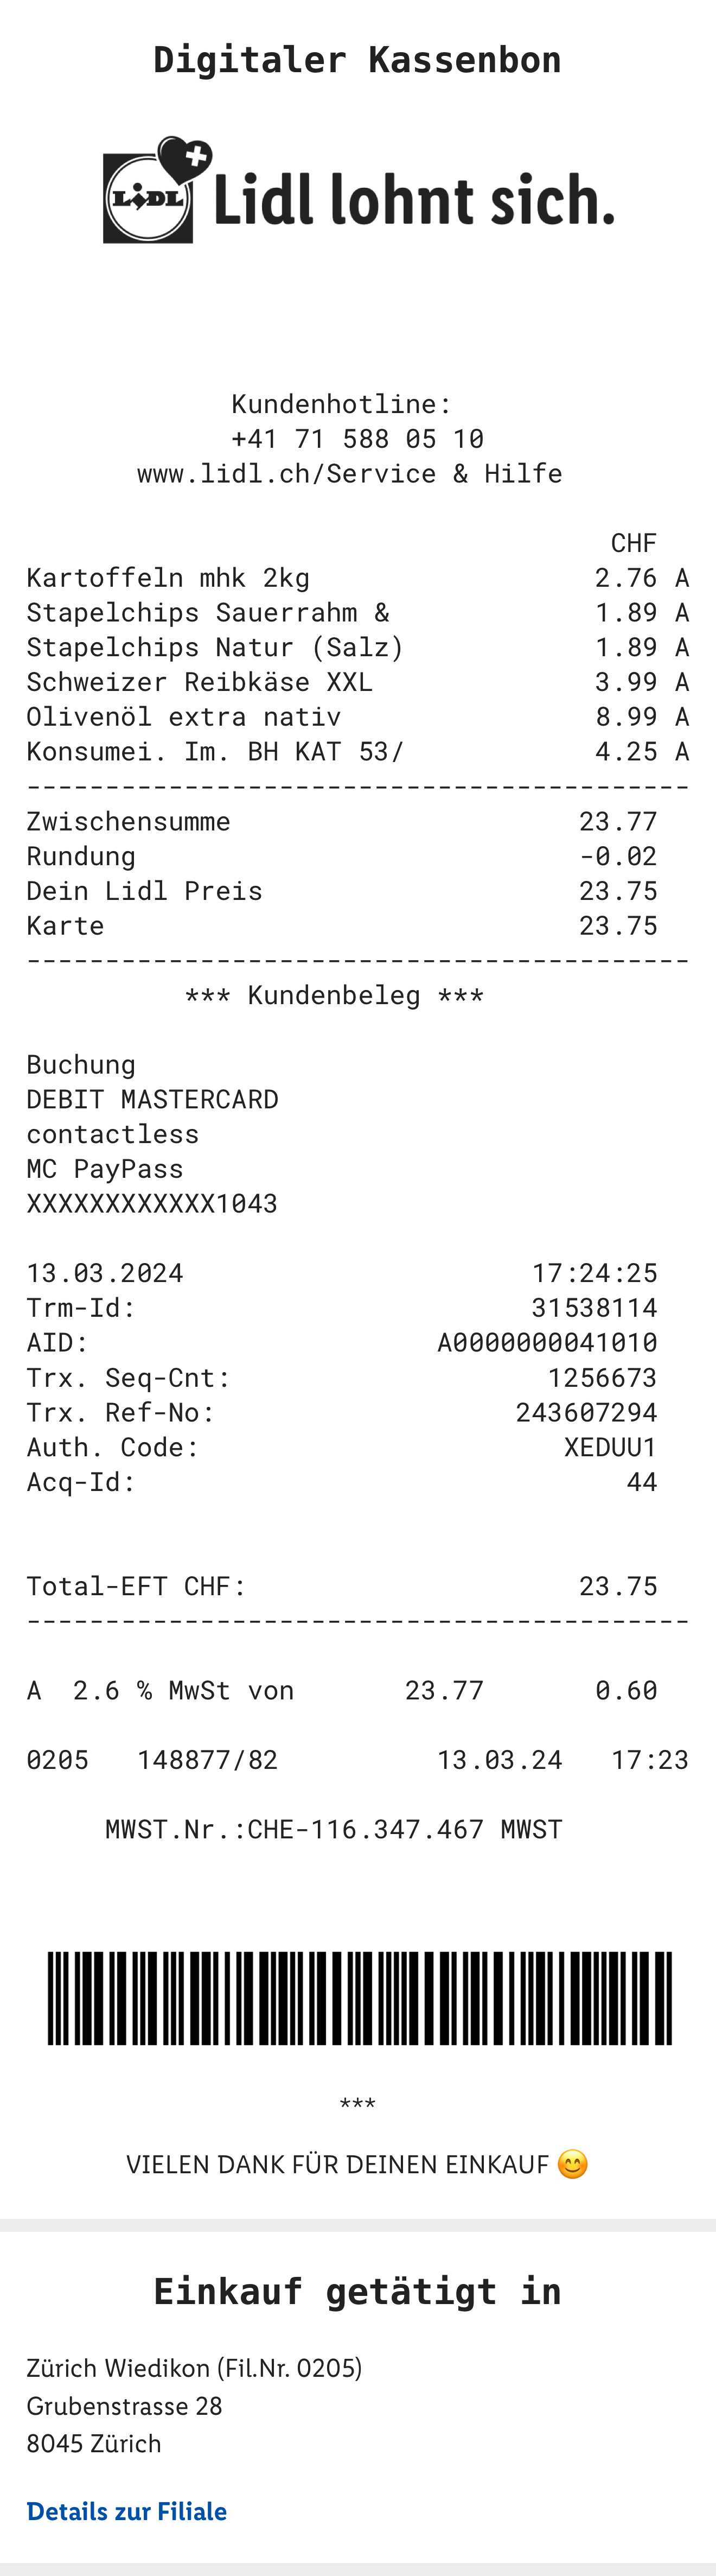 Digitaler Kassenbon
LIDL Lidl lohnt sich.
Kundenhotline:
+41 71 588 05 10
www.lidl.ch/Service & Hilfe
CHF
Kartoffeln mhk 2kg 2.76 A
Stapelchips Sauerrahm & 1.89 A
Stapelchips Natur (Salz) 1.89 A
Schweizer Reibkäse XXL 3.99 A
Olivenöl extra nativ 8.99 A
Konsumei. Im. BH KAT 53/ 4.25 A
------------------------------------------
Zwischensumme 23.77
Rundung -0.02
Dein Lidl Preis 23.75
Karte 23.75
------------------------------------------
*** Kundenbeleg ***
Buchung
DEBIT MASTERCARD
contactless
MC PayPass
XXXXXXXXXXXX1043
13.03.2024 17:24:25
Trm-Id: 31538114
AID: A0000000041010
Trx. Seq-Cnt: 1256673
Trx. Ref-No: 243607294
Auth. Code: XEDUU1
Acq-Id: 44
Total-EFT CHF: 23.75
------------------------------------------
A 2.6 % MwSt von 23.77 0.60
0205 148877/82 13.03.24 17:23
MWST.Nr.:CHE-116.347.467 MWST
***
VIELEN DANK FÜR DEINEN EINKAUF 😊
Einkauf getätigt in
Zürich Wiedikon (Fil.Nr. 0205)
Grubenstrasse 28
8045 Zürich
Details zur Filiale